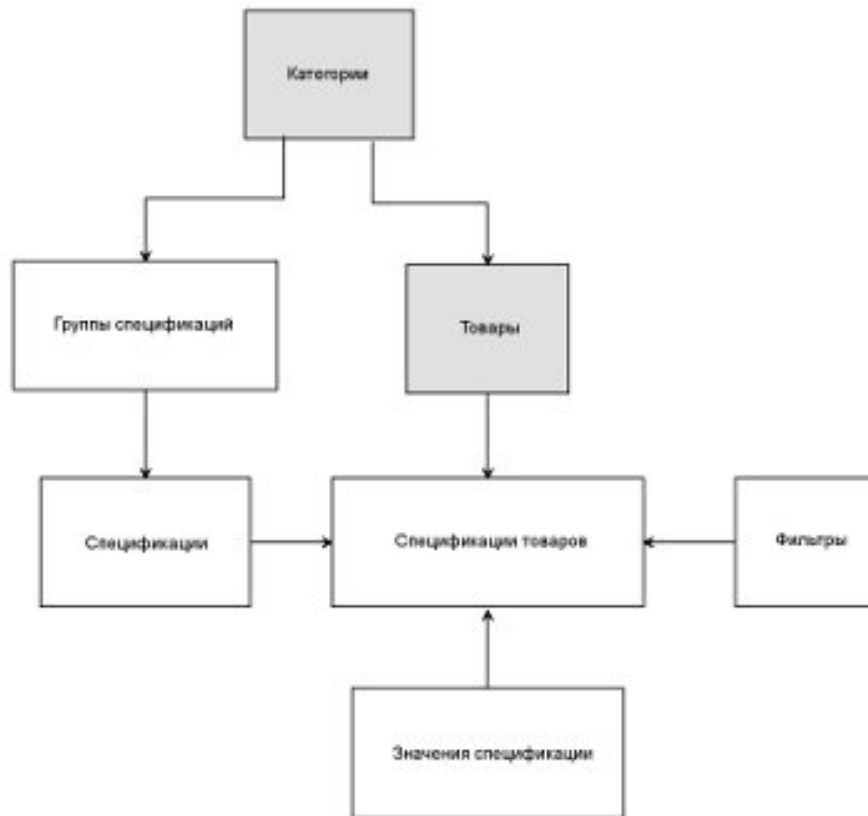 Категории
Группы спецификаций
Товары
Спецификации
Спецификации товаров
Фильтры
Значения спецификации